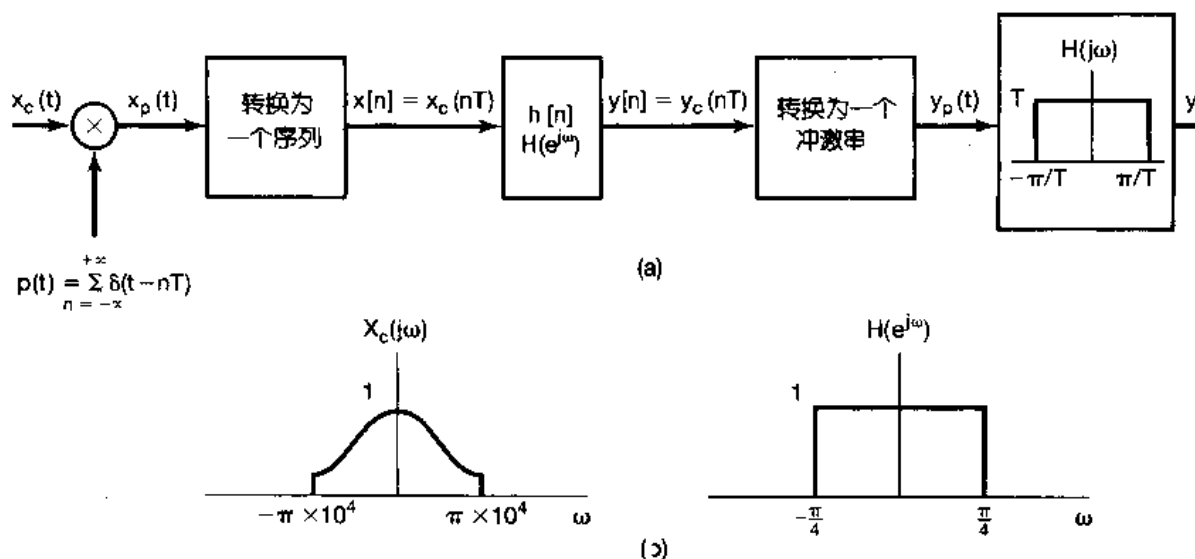 x_c(t)
x_p(t)
转换为
一个序列
x[n] = x_c(nT)
h[n]
H(e^{jω})
y[n] = y_c(nT)
转换为一个
冲激串
y_p(t)
H(jω)
T
-π/T
π/T
y
p(t) = Σ_{n=-∞}^{+∞} δ(t-nT)
(a)
X_c(jω)
1
-π×10^4
π×10^4
ω
H(e^{jω})
1
-π/4
π/4
ω
(b)